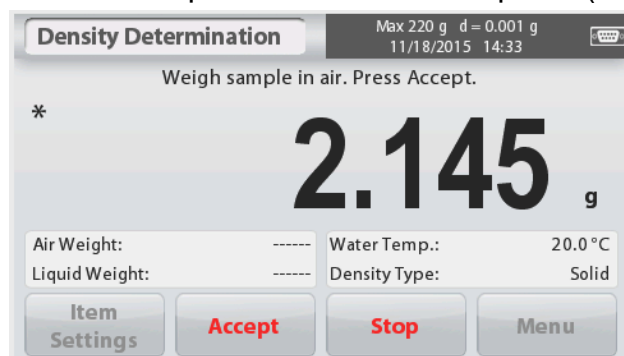 Density Determination
Max 220 g d = 0.001 g
11/18/2015 14:33
Weigh sample in air. Press Accept.
*
2.145 g
Air Weight: ------
Water Temp.: 20.0 °C
Liquid Weight: ------
Density Type: Solid
Item
Settings
Accept
Stop
Menu